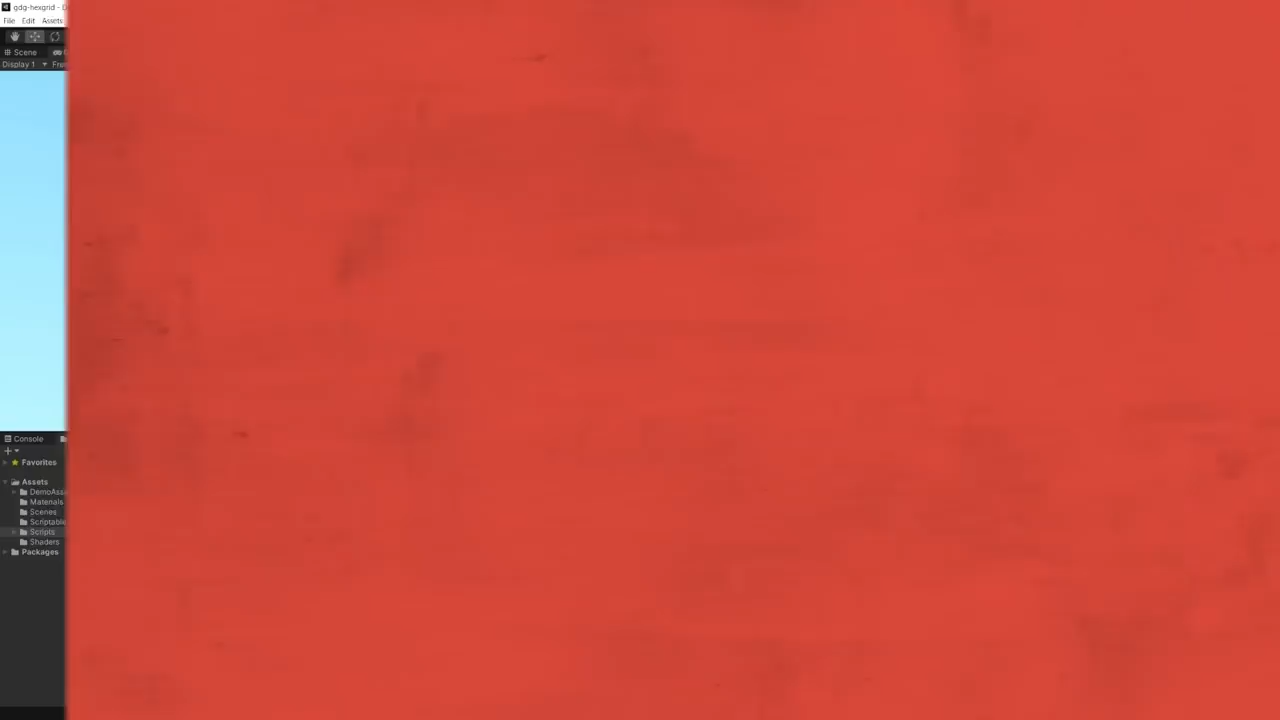 gdg-hexgrid -
File Edit Assets
Scene
Display 1
Console
Favorites
Assets
Materials
Scenes
Scripts
Shaders
Packages